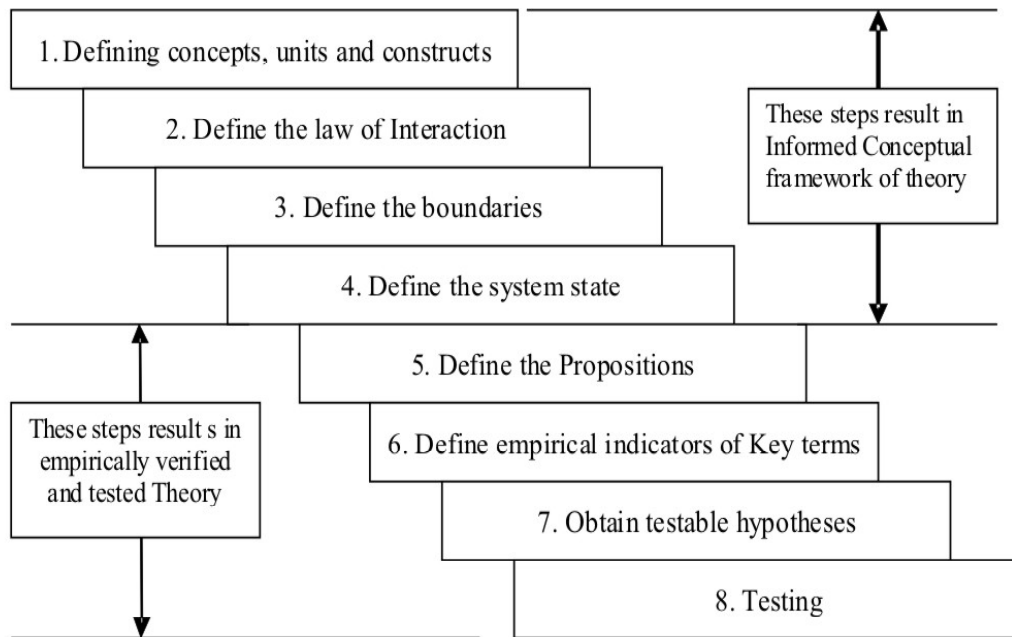 1. Defining concepts, units and constructs
2. Define the law of Interaction
3. Define the boundaries
4. Define the system state
These steps result in
Informed Conceptual
framework of theory
5. Define the Propositions
6. Define empirical indicators of Key terms
7. Obtain testable hypotheses
8. Testing
These steps result s in
empirically verified
and tested Theory